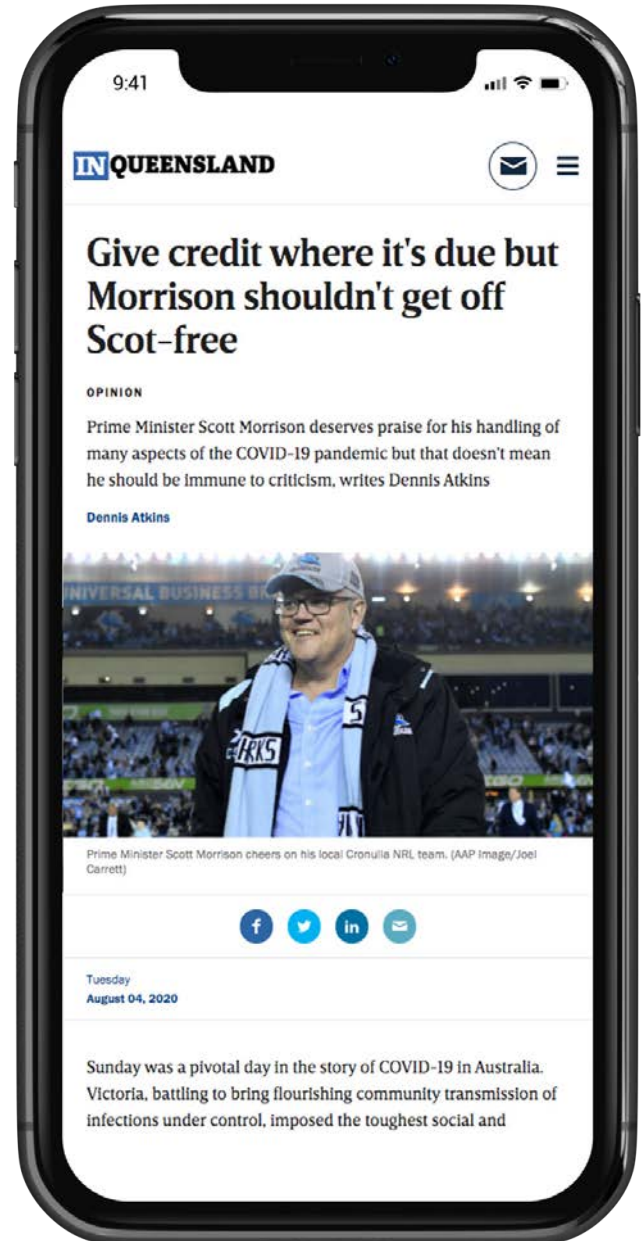 9:41
INQUEENSLAND
Give credit where it's due but
Morrison shouldn't get off
Scot-free
OPINION
Prime Minister Scott Morrison deserves praise for his handling of
many aspects of the COVID-19 pandemic but that doesn't mean
he should be immune to criticism, writes Dennis Atkins
Dennis Atkins
UNIVERSAL BUSINESS
S
ARKS
Prime Minister Scott Morrison cheers on his local Cronulla NRL team. (AAP Image/Joel
Carrett)
f
in
Tuesday
August 04, 2020
Sunday was a pivotal day in the story of COVID-19 in Australia.
Victoria, battling to bring flourishing community transmission of
infections under control, imposed the toughest social and